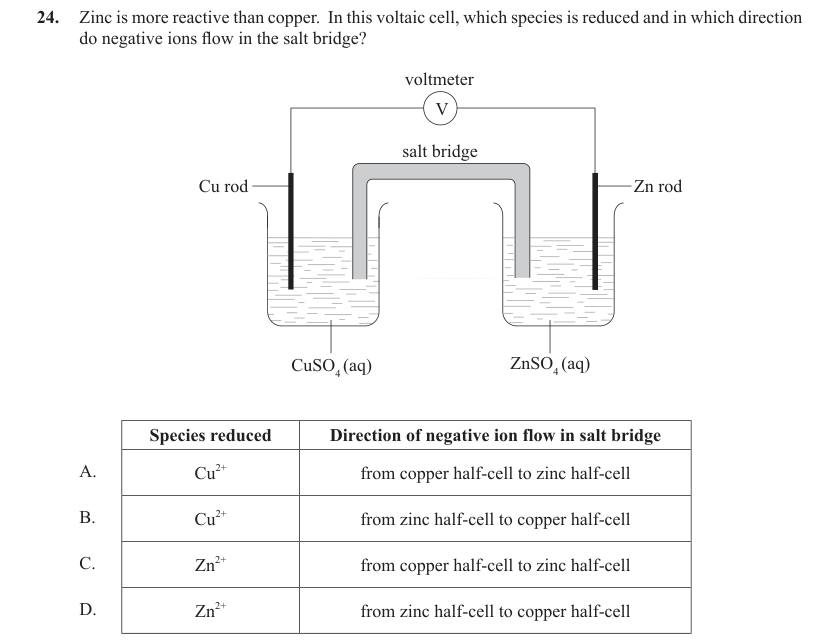 24. Zinc is more reactive than copper. In this voltaic cell, which species is reduced and in which direction
do negative ions flow in the salt bridge?
voltmeter
V
salt bridge
Cu rod
Zn rod
CuSO₄ (aq)
ZnSO₄ (aq)
Species reduced Direction of negative ion flow in salt bridge
A. Cu²⁺ from copper half-cell to zinc half-cell
B. Cu²⁺ from zinc half-cell to copper half-cell
C. Zn²⁺ from copper half-cell to zinc half-cell
D. Zn²⁺ from zinc half-cell to copper half-cell